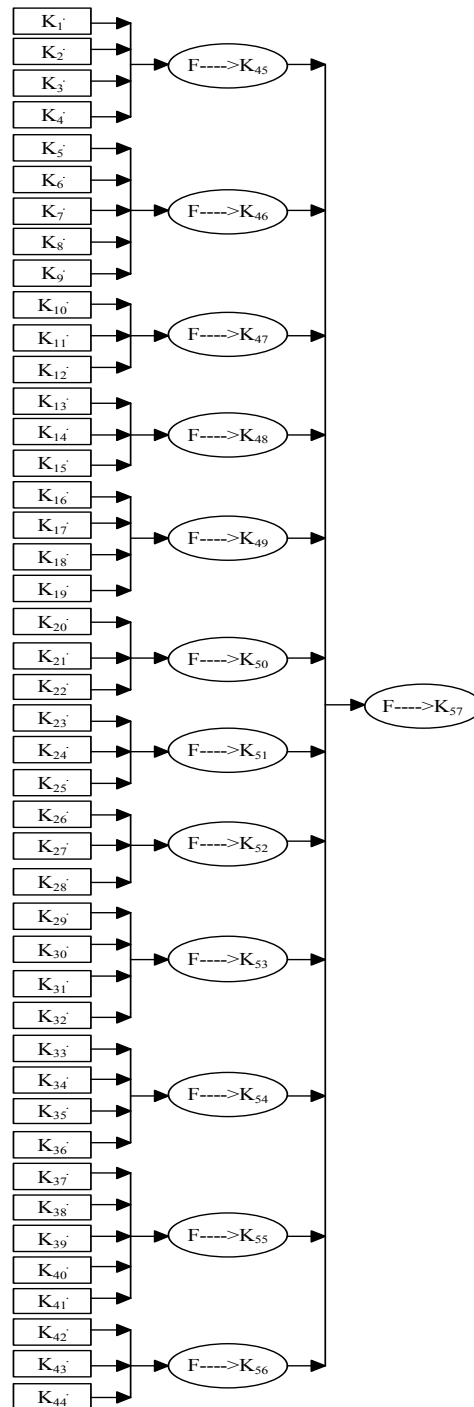 K₁.
K₂.
K₃.
K₄.
F---->K₄₅
K₅.
K₆.
K₇.
K₈.
K₉.
F---->K₄₆
K₁₀.
K₁₁.
K₁₂.
F---->K₄₇
K₁₃.
K₁₄.
K₁₅.
F---->K₄₈
K₁₆.
K₁₇.
K₁₈.
K₁₉.
F---->K₄₉
K₂₀.
K₂₁.
K₂₂.
F---->K₅₀
K₂₃.
K₂₄.
K₂₅.
F---->K₅₁
K₂₆.
K₂₇.
K₂₈.
F---->K₅₂
K₂₉.
K₃₀.
K₃₁.
K₃₂.
F---->K₅₃
K₃₃.
K₃₄.
K₃₅.
K₃₆.
F---->K₅₄
K₃₇.
K₃₈.
K₃₉.
K₄₀.
K₄₁.
F---->K₅₅
K₄₂.
K₄₃.
K₄₄.
F---->K₅₆
F---->K₅₇